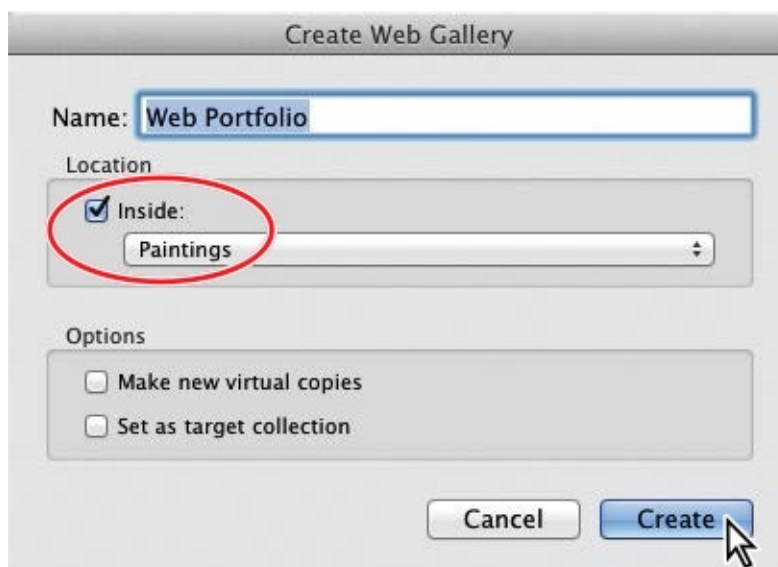 Create Web Gallery
Name: Web Portfolio
Location
Inside:
Paintings
Options
Make new virtual copies
Set as target collection
Cancel Create